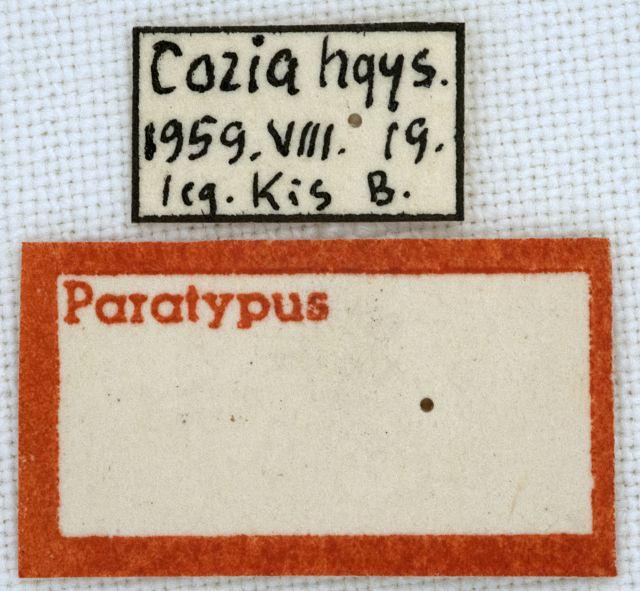 Cozia hgys.
1959. VIII. 19.
leg. Kis B.
Paratypus